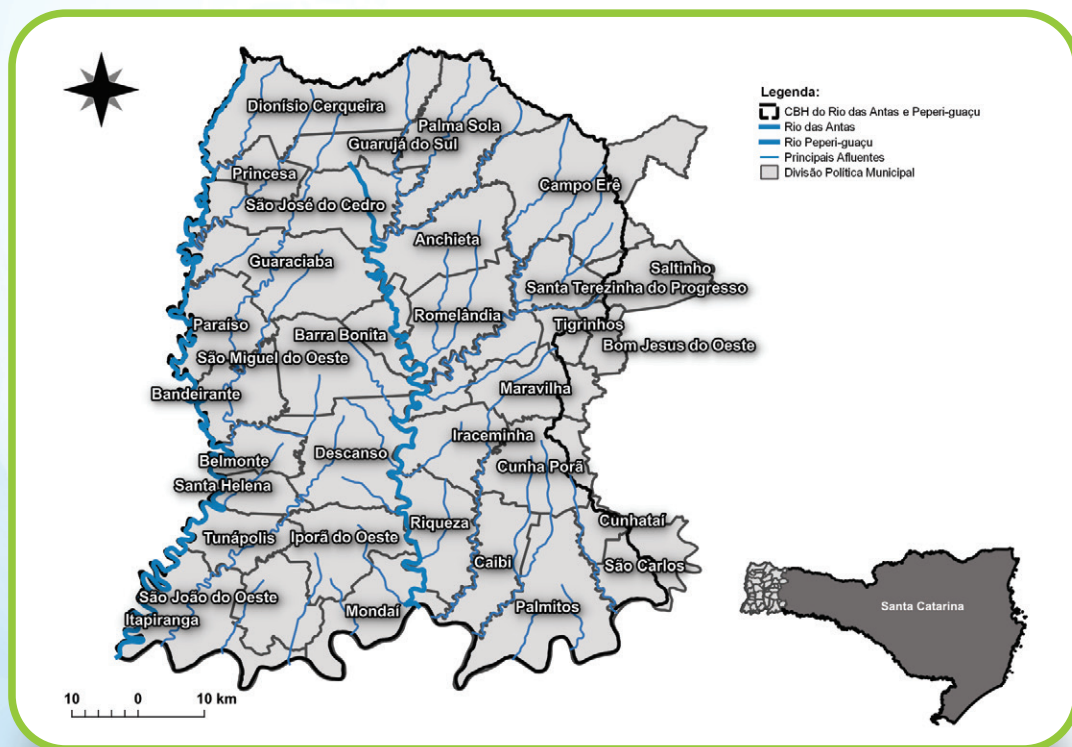 Legenda:
CBH do Rio das Antas e Peperi-guaçu
Rio das Antas
Rio Peperi-guaçu
Principais Afluentes
Divisão Política Municipal
Dionísio Cerqueira
Palma Sola
Guarujá do Sul
Princesa
Campo Erê
São José do Cedro
Anchieta
Guaraciaba
Saltinho
Santa Terezinha do Progresso
Romelândia
Paraíso
Tigrinhos
Barra Bonita
Bom Jesus do Oeste
São Miguel do Oeste
Maravilha
Bandeirante
Iraceminha
Descanso
Belmonte
Cunha Porã
Santa Helena
Riqueza
Cunhataí
Tunápolis
Iporã do Oeste
Caibi
São Carlos
São João do Oeste
Mondaí
Palmitos
Itapiranga
Santa Catarina
10 0 10 km